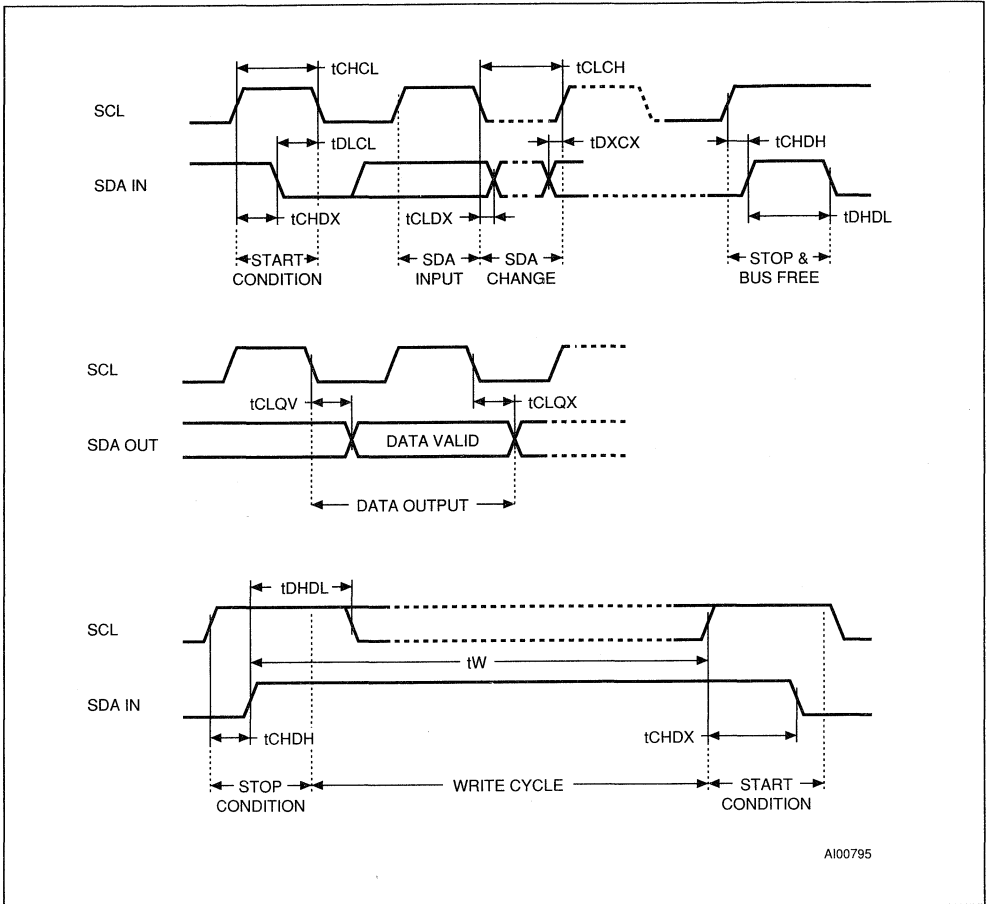 tCHCL
tCLCH
SCL
tDLCL
tDXCX
tCHDH
SDA IN
tCHDX
tCLDX
tDHDL
START
CONDITION
SDA
INPUT
SDA
CHANGE
STOP &
BUS FREE
SCL
tCLQV
tCLQX
SDA OUT
DATA VALID
DATA OUTPUT
tDHDL
SCL
tW
SDA IN
tCHDH
tCHDX
STOP
CONDITION
WRITE CYCLE
START
CONDITION
AI00795